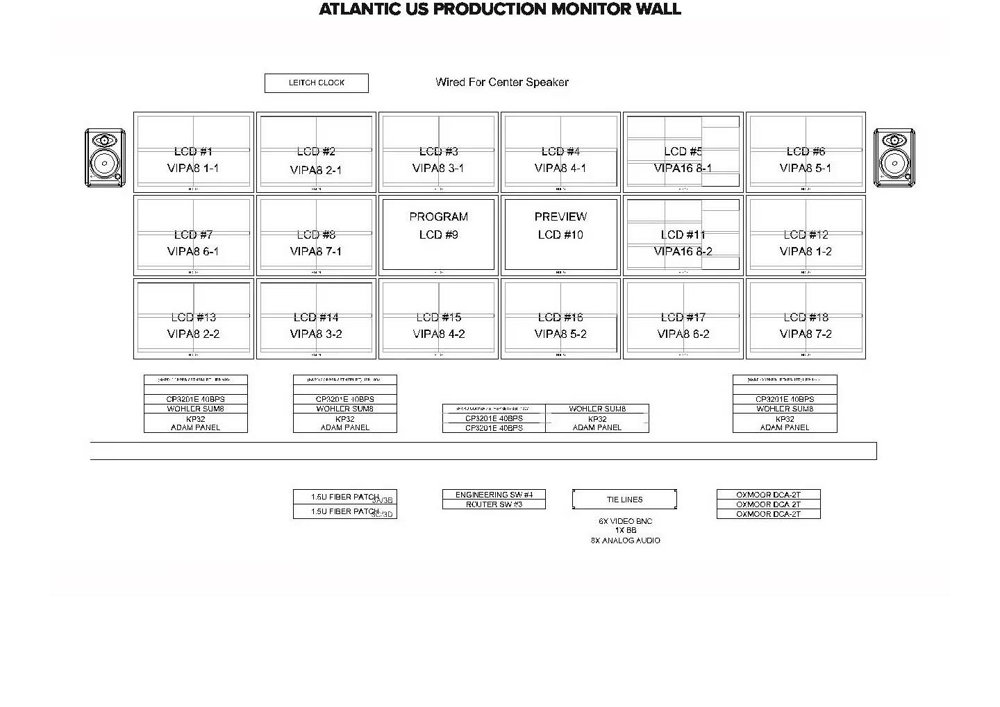 ATLANTIC US PRODUCTION MONITOR WALL
LEITCH CLOCK
Wired For Center Speaker
LCD #1
VIPA8 1-1
LCD #2
VIPA8 2-1
LCD #3
VIPA8 3-1
LCD #4
VIPA8 4-1
LCD #5
VIPA16 8-1
LCD #6
VIPA8 5-1
LCD #7
VIPA8 6-1
LCD #8
VIPA8 7-1
PROGRAM
LCD #9
PREVIEW
LCD #10
LCD #11
VIPA16 8-2
LCD #12
VIPA8 1-2
LCD #13
VIPA8 2-2
LCD #14
VIPA8 3-2
LCD #15
VIPA8 4-2
LCD #16
VIPA8 5-2
LCD #17
VIPA8 6-2
LCD #18
VIPA8 7-2
CP3201E 40BPS
WOHLER SUM8
KP32
ADAM PANEL
CP3201E 40BPS
WOHLER SUM8
KP32
ADAM PANEL
CP3201E 40BPS
CP3201E 40BPS
WOHLER SUM8
KP32
ADAM PANEL
CP3201E 40BPS
WOHLER SUM8
KP32
ADAM PANEL
1.5U FIBER PATCH 3A/3B
1.5U FIBER PATCH 3C/3D
ENGINEERING SW #4
ROUTER SW #3
TIE LINES
6X VIDEO BNC
1X BB
8X ANALOG AUDIO
OXMOOR DCA-2T
OXMOOR DCA 2T
OXMOOR DCA-2T